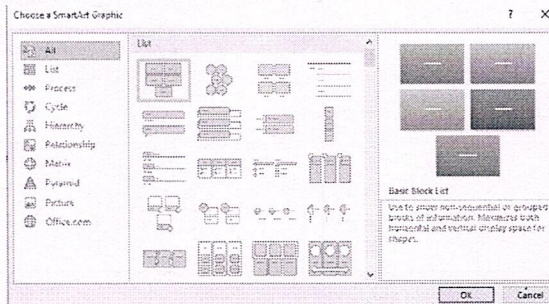 Choose a SmartArt Graphic
?
All
List
Process
Cycle
Hierarchy
Relationship
Matrix
Pyramid
Picture
Office.com
List
Basic Block List
Use to show non-sequential or grouped
blocks of information. Maximizes both
horizontal and vertical display space for
shapes.
OK
Cancel